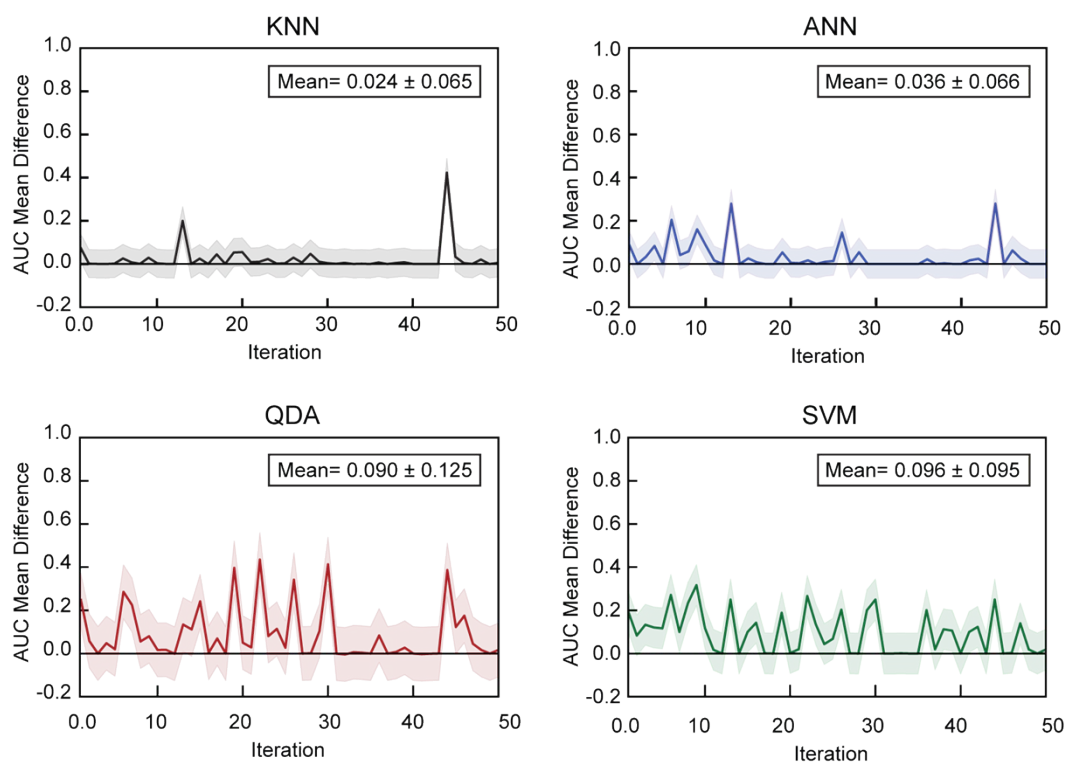 KNN
1.0
0.8
0.6
0.4
0.2
0.0
-0.2
AUC Mean Difference
Mean= 0.024 ± 0.065
0.0 10 20 30 40 50
Iteration
ANN
1.0
0.8
0.6
0.4
0.2
0.0
-0.2
AUC Mean Difference
Mean= 0.036 ± 0.066
0.0 10 20 30 40 50
Iteration
QDA
1.0
0.8
0.6
0.4
0.2
0.0
-0.2
AUC Mean Difference
Mean= 0.090 ± 0.125
0.0 10 20 30 40 50
Iteration
SVM
1.0
0.8
0.6
0.4
0.2
0.0
-0.2
AUC Mean Difference
Mean= 0.096 ± 0.095
0.0 10 20 30 40 50
Iteration